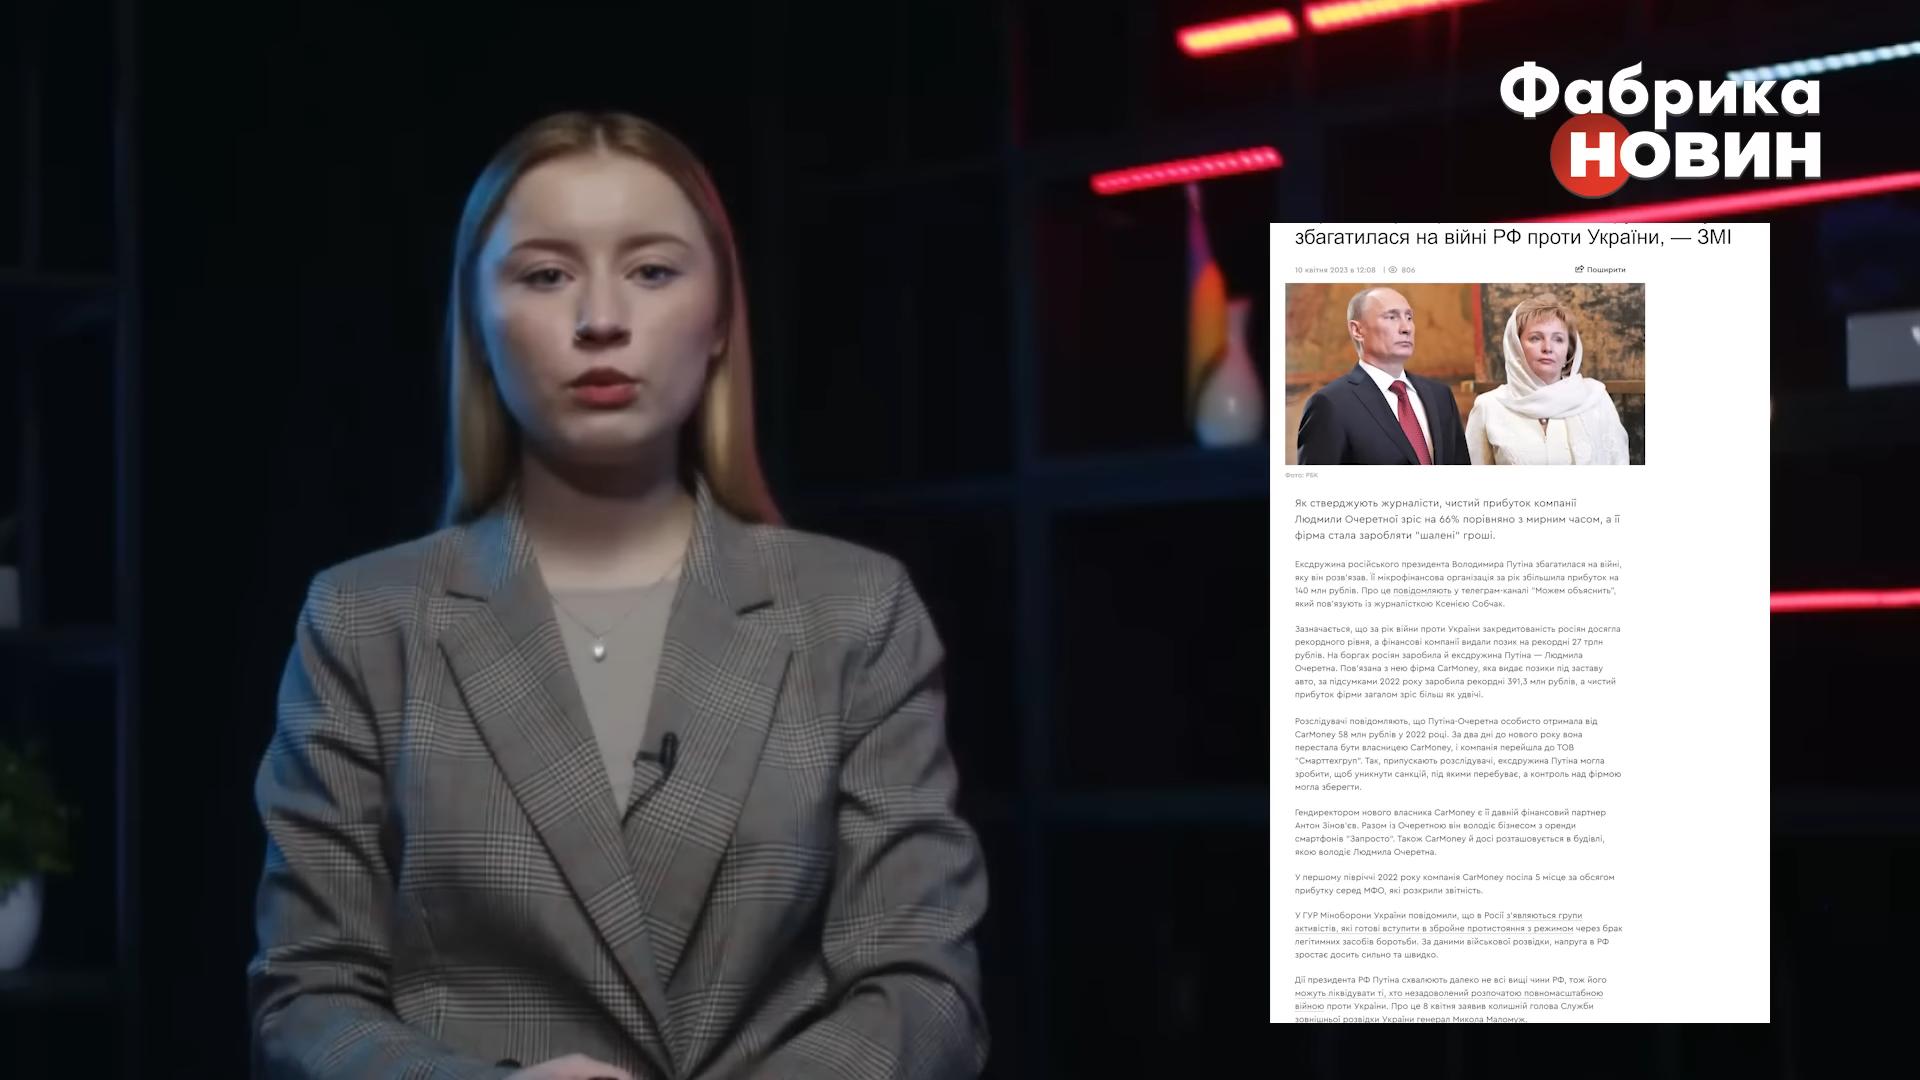 Фабрика
новин
збагатилася на війні РФ проти України, — ЗМІ
10 квітня 2023 в 12:08 | 806 Поширити
Фото: РБК
Як стверджують журналісти, чистий прибуток компанії
Людмили Очеретної зріс на 66% порівняно з мирним часом, а її
фірма стала заробляти "шалені" гроші.
Ексдружина російського президента Володимира Путіна збагатилася на війні,
яку він розв'язав. Її мікрофінансова організація за рік збільшила прибуток на
140 млн рублів. Про це повідомляють у телеграм-каналі "Можем объяснить",
який пов'язують із журналісткою Ксенією Собчак.
Зазначається, що за рік війни проти України закредитованість росіян досягла
рекордного рівня, а фінансові компанії видали позик на рекордні 27 трлн
рублів. На боргах росіян заробила й ексдружина Путіна — Людмила
Очеретна. Пов'язана з нею фірма CarMoney, яка видає позики під заставу
авто, за підсумками 2022 року заробила рекордні 391,3 млн рублів, а чистий
прибуток фірми загалом зріс більш як удвічі.
Розслідувачі повідомляють, що Путіна-Очеретна особисто отримала від
CarMoney 58 млн рублів у 2022 році. За два дні до нового року вона
перестала бути власницею CarMoney, і компанія перейшла до ТОВ
"Смарттехгруп". Так, припускають розслідувачі, ексдружина Путіна могла
зробити, щоб уникнути санкцій, під якими перебуває, а контроль над фірмою
могла зберегти.
Гендиректором нового власника CarMoney є її давній фінансовий партнер
Антон Зінов'єв. Разом із Очеретною він володіє бізнесом з оренди
смартфонів "Запросто". Також CarMoney й досі розташовується в будівлі,
якою володіє Людмила Очеретна.
У першому півріччі 2022 року компанія CarMoney посіла 5 місце за обсягом
прибутку серед МФО, які розкрили звітність.
У ГУР Міноборони України повідомили, що в Росії з'являються групи
активістів, які готові вступити в збройне протистояння з режимом через брак
легітимних засобів боротьби. За даними військової розвідки, напруга в РФ
зростає досить сильно та швидко.
Дії президента РФ Путіна схвалюють далеко не всі вищі чини РФ, тож його
можуть ліквідувати ті, хто незадоволений розпочатою повномасштабною
війною проти України. Про це 8 квітня заявив колишній голова Служби
зовнішньої розвідки України генерал Микола Маломуж.